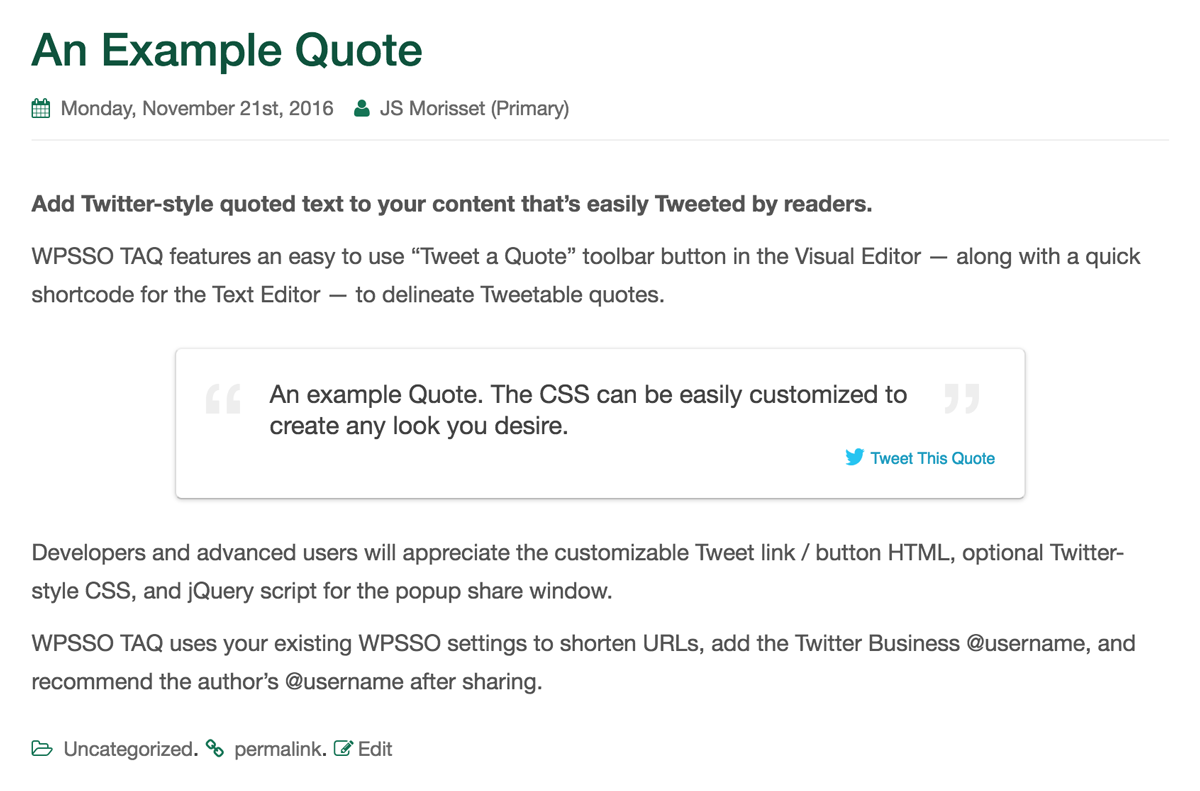 An Example Quote
Monday, November 21st, 2016 JS Morisset (Primary)
Add Twitter-style quoted text to your content that’s easily Tweeted by readers.
WPSSO TAQ features an easy to use “Tweet a Quote” toolbar button in the Visual Editor — along with a quick
shortcode for the Text Editor — to delineate Tweetable quotes.
“ An example Quote. The CSS can be easily customized to ”
create any look you desire.
Tweet This Quote
Developers and advanced users will appreciate the customizable Tweet link / button HTML, optional Twitter-
style CSS, and jQuery script for the popup share window.
WPSSO TAQ uses your existing WPSSO settings to shorten URLs, add the Twitter Business @username, and
recommend the author’s @username after sharing.
Uncategorized. permalink. Edit